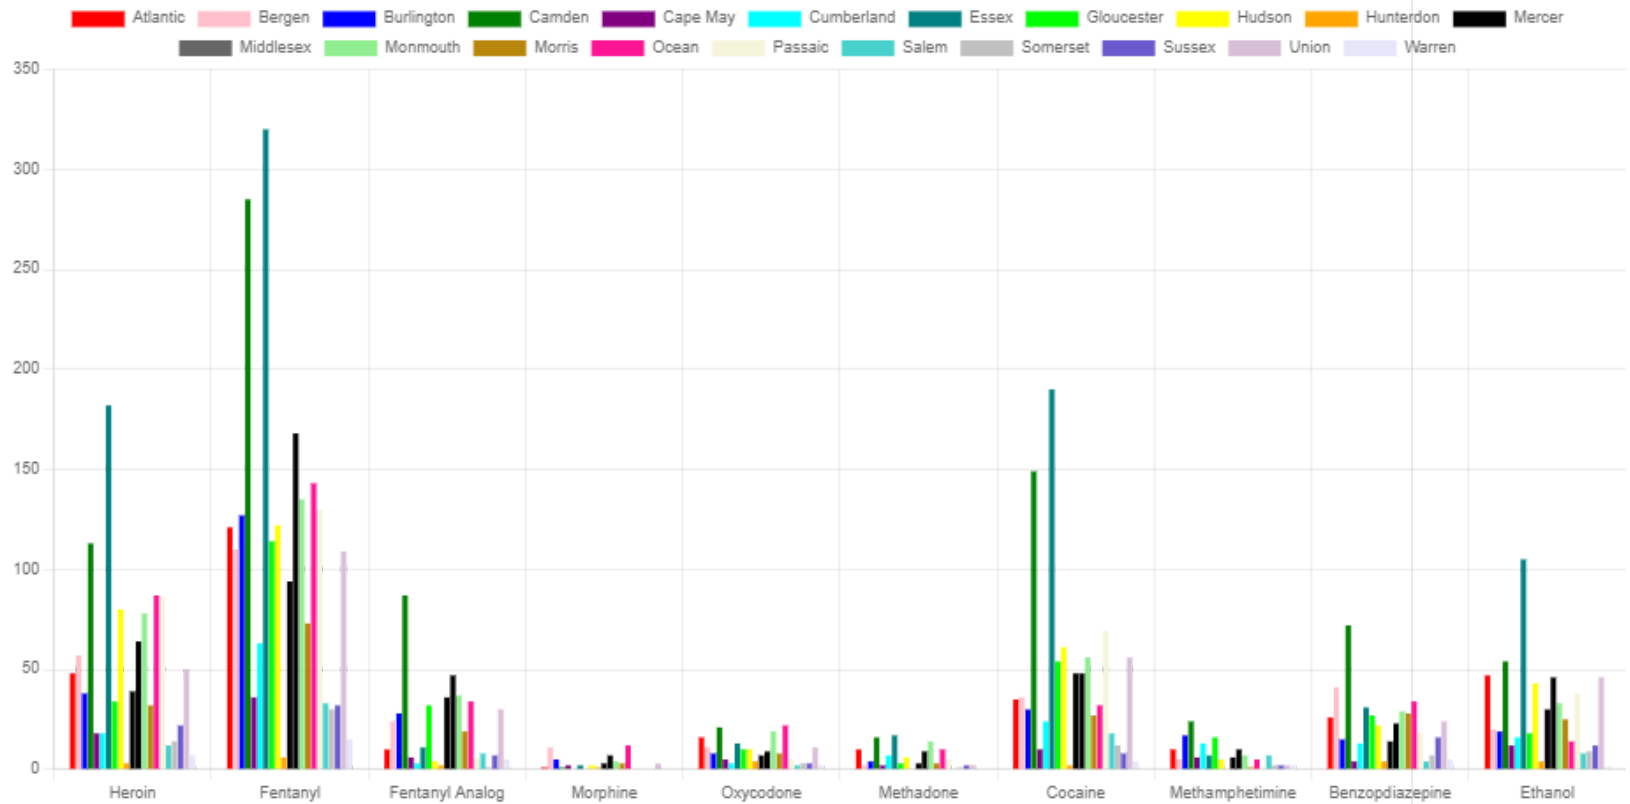 Atlantic Bergen Burlington Camden Cape May Cumberland Essex Gloucester Hudson Hunterdon Mercer
Middlesex Monmouth Morris Ocean Passaic Salem Somerset Sussex Union Warren
350
300
250
200
150
100
50
0
Heroin Fentanyl Fentanyl Analog Morphine Oxycodone Methadone Cocaine Methamphetimine Benzopdiazepine Ethanol